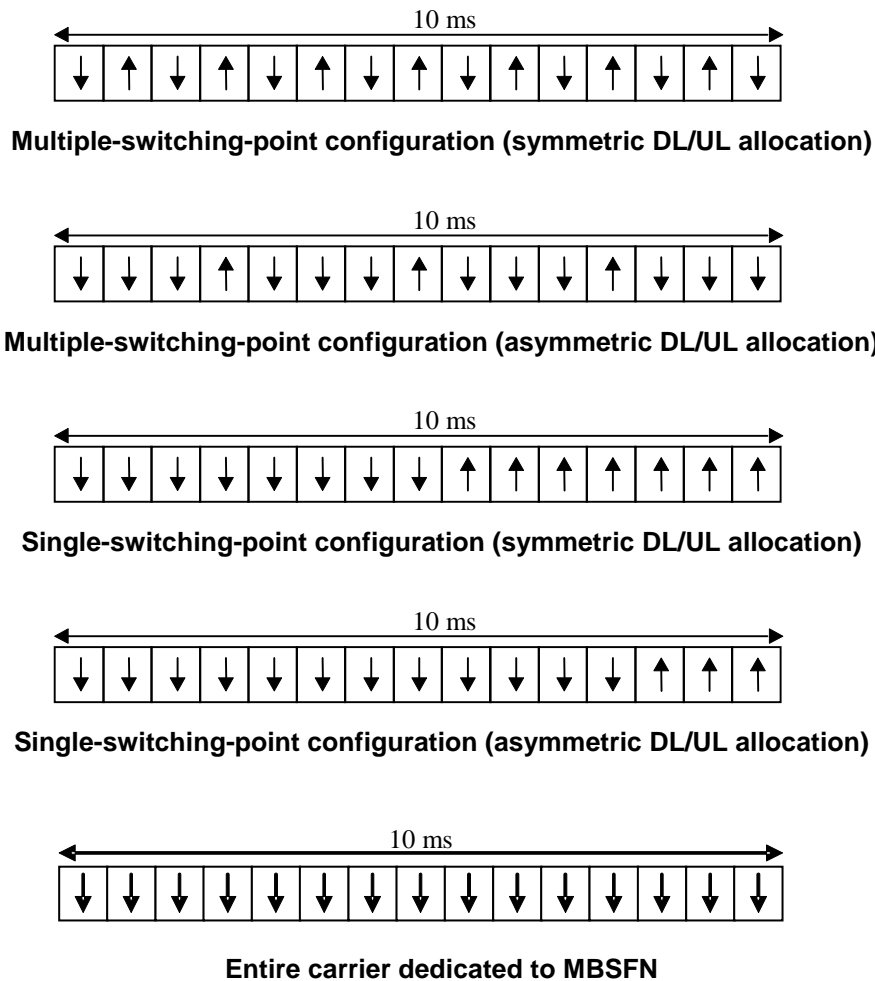 10 ms
Multiple-switching-point configuration (symmetric DL/UL allocation)
10 ms
Multiple-switching-point configuration (asymmetric DL/UL allocation)
10 ms
Single-switching-point configuration (symmetric DL/UL allocation)
10 ms
Single-switching-point configuration (asymmetric DL/UL allocation)
10 ms
Entire carrier dedicated to MBSFN